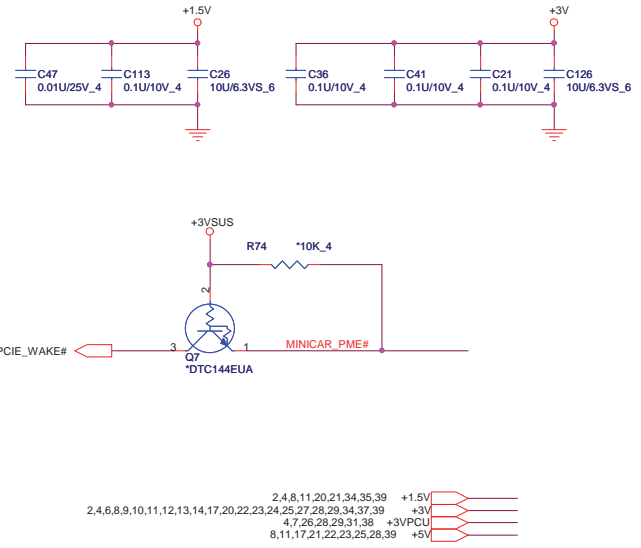 +1.5V
+3V
C47
0.01U/25V_4
C113
0.1U/10V_4
C26
10U/6.3VS_6
C36
0.1U/10V_4
C41
0.1U/10V_4
C21
0.1U/10V_4
C126
10U/6.3VS_6
+3VSUS
R74 *10K_4
2
PCIE_WAKE#
3
1
MINICAR_PME#
Q7
*DTC144EUA
2,4,8,11,20,21,34,35,39 +1.5V
2,4,6,8,9,10,11,12,13,14,17,20,22,23,24,25,27,28,29,34,37,39 +3V
4,7,26,28,29,31,38 +3VPCU
8,11,17,21,22,23,25,28,39 +5V